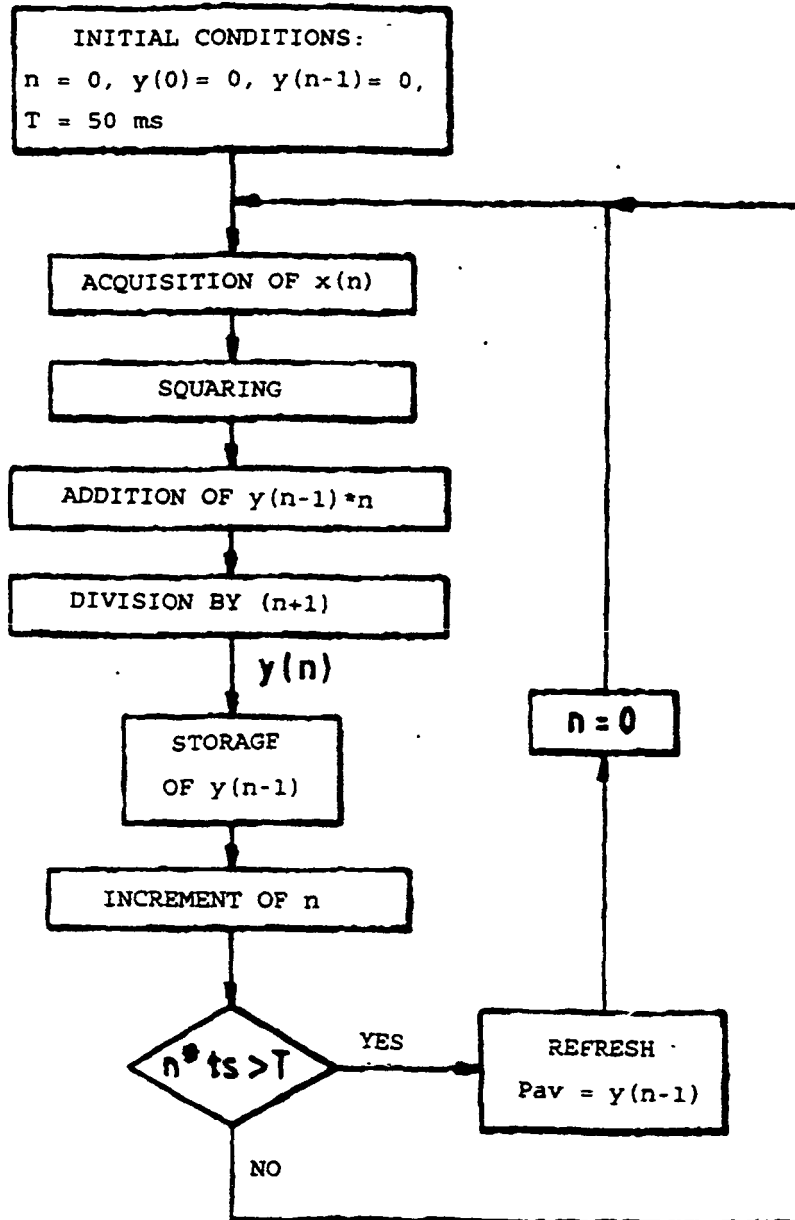 INITIAL CONDITIONS:
n = 0, y(0)= 0, y(n-1)= 0,
T = 50 ms
ACQUISITION OF x(n)
SQUARING
ADDITION OF y(n-1)*n
DIVISION BY (n+1)
y(n)
STORAGE
OF y(n-1)
INCREMENT OF n
n* ts > T
YES
REFRESH
Pav = y(n-1)
n = 0
NO